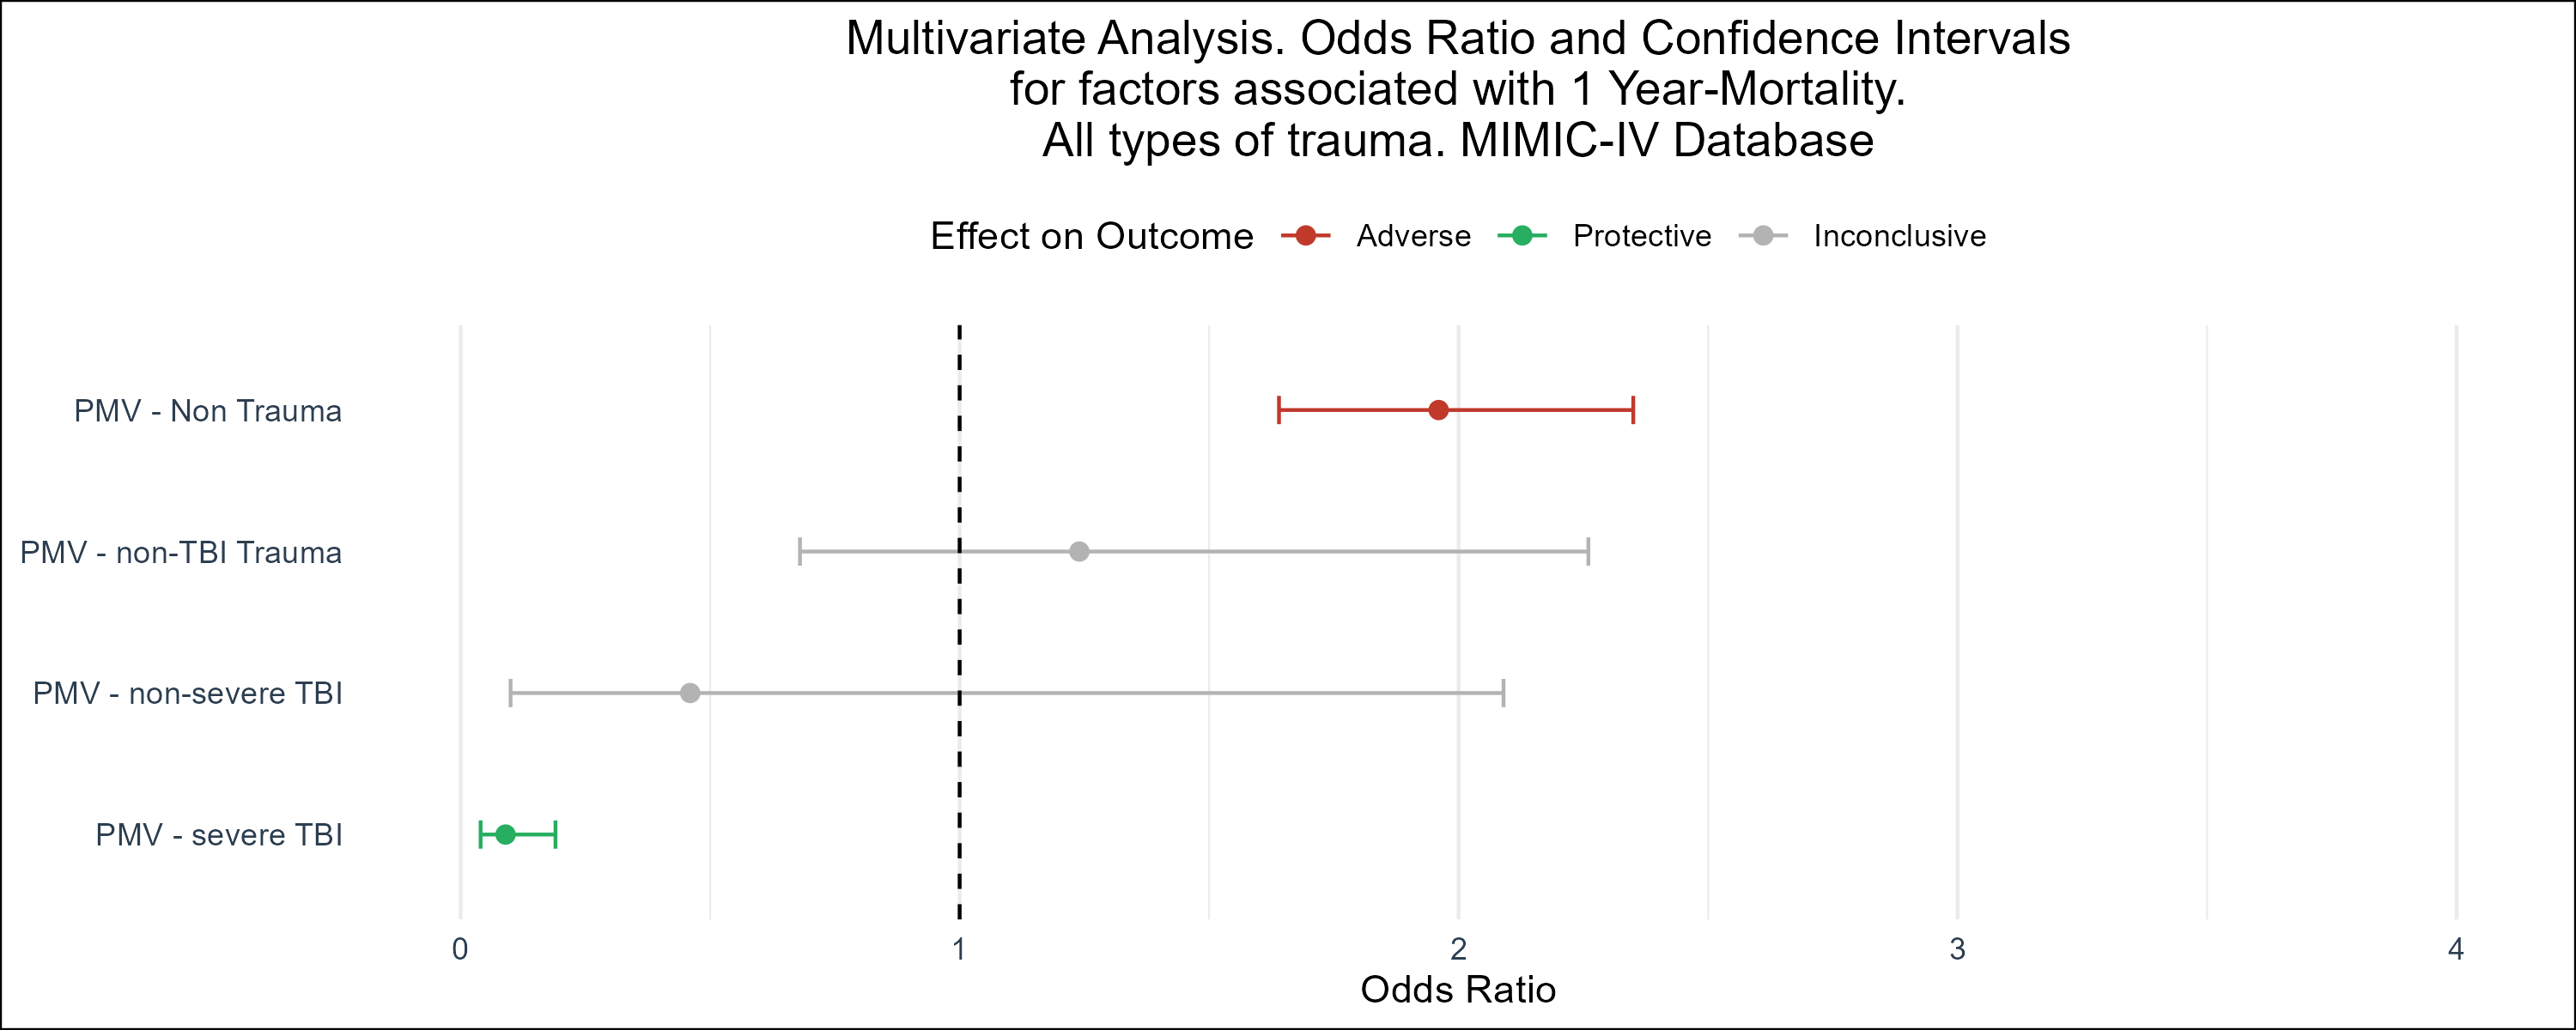 Multivariate Analysis. Odds Ratio and Confidence Intervals
for factors associated with 1 Year-Mortality.
All types of trauma. MIMIC-IV Database
Effect on Outcome Adverse Protective Inconclusive
PMV - Non Trauma
PMV - non-TBI Trauma
PMV - non-severe TBI
PMV - severe TBI
0 1 2 3 4
Odds Ratio